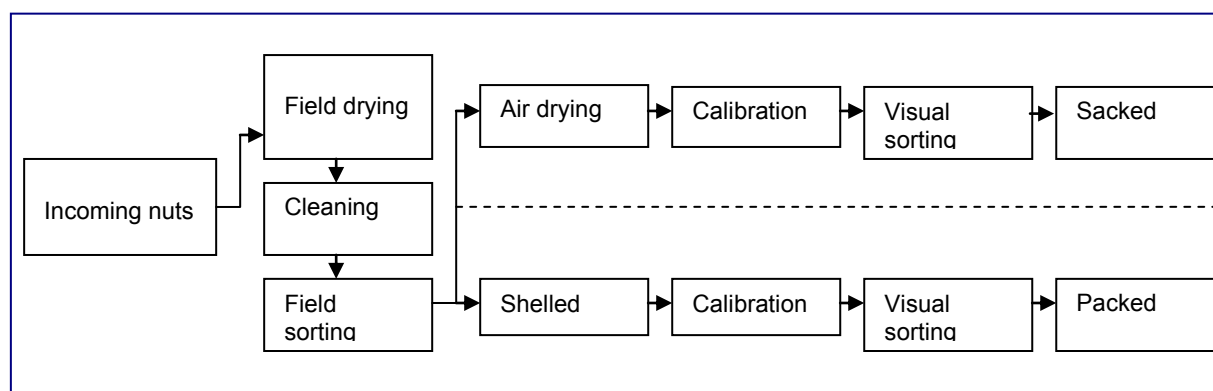 Incoming nuts
Field drying
Cleaning
Field
sorting
Air drying
Calibration
Visual
sorting
Sacked
Shelled
Calibration
Visual
sorting
Packed